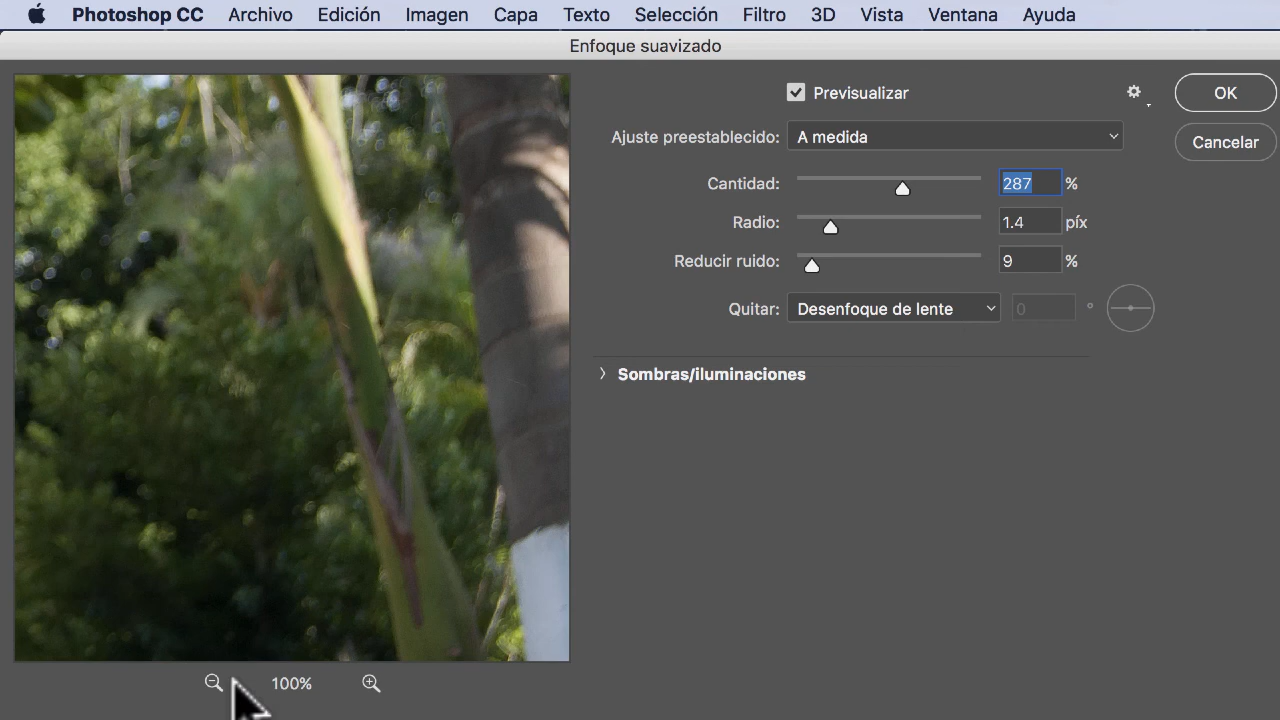 Photoshop CC Archivo Edición Imagen Capa Texto Selección Filtro 3D Vista Ventana Ayuda
Enfoque suavizado
Previsualizar
OK
Ajuste preestablecido: A medida
Cancelar
Cantidad: 287 %
Radio: 1.4 píx
Reducir ruido: 9 %
Quitar: Desenfoque de lente 0 °
Sombras/iluminaciones
100%